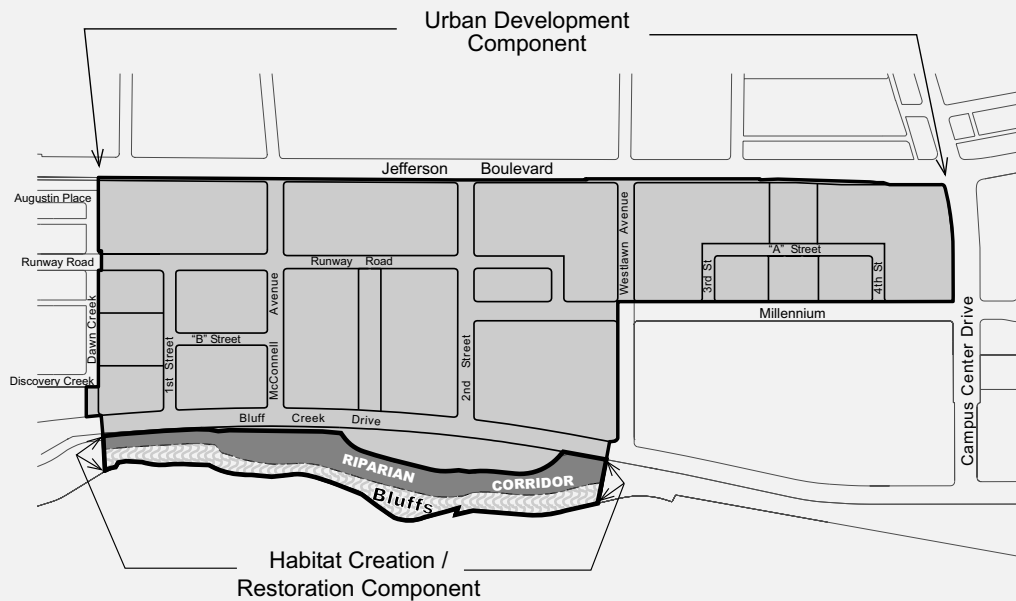 Urban Development
Component
Jefferson Boulevard
Augustin Place
Runway Road
Runway Road
Westlawn Avenue
"A" Street
3rd St
4th St
Millennium
Dawn Creek
1st Street
McConnell Avenue
"B" Street
2nd Street
Campus Center Drive
Discovery Creek
Bluff Creek Drive
RIPARIAN CORRIDOR
Bluffs
Habitat Creation /
Restoration Component